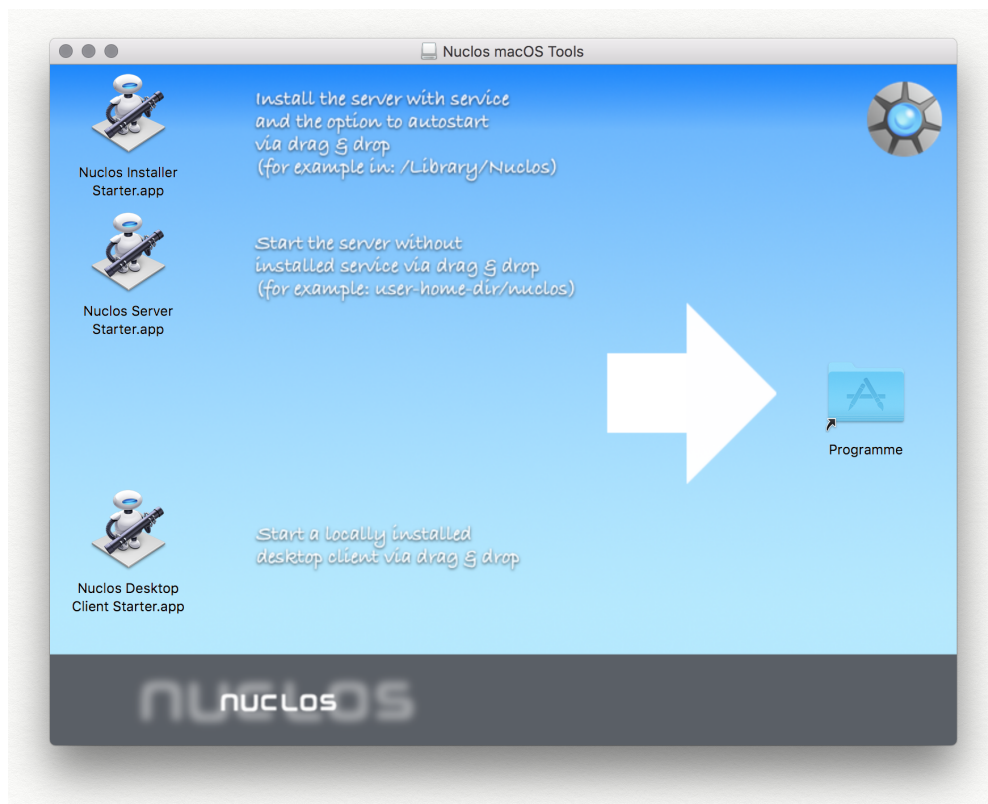 Nuclos macOS Tools
Nuclos Installer
Starter.app
Install the server with service
and the option to autostart
via drag & drop
(for example in: /Library/Nuclos)
Nuclos Server
Starter.app
Start the server without
installed service via drag & drop
(for example: user-home-dir/nuclos)
Programme
Nuclos Desktop
Client Starter.app
Start a locally installed
desktop client via drag & drop
nuclos
nuclos